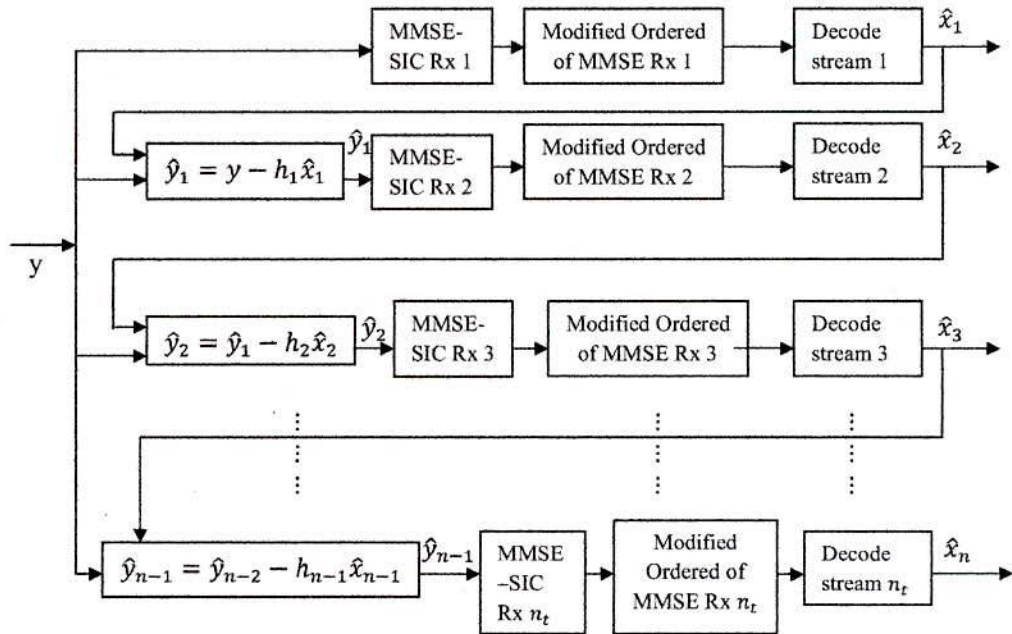 MMSE-
SIC Rx 1
Modified Ordered
of MMSE Rx 1
Decode
stream 1
x̂₁
ŷ₁ = y − h₁x̂₁
ŷ₁
MMSE-
SIC Rx 2
Modified Ordered
of MMSE Rx 2
Decode
stream 2
x̂₂
y
ŷ₂ = ŷ₁ − h₂x̂₂
ŷ₂
MMSE-
SIC Rx 3
Modified Ordered
of MMSE Rx 3
Decode
stream 3
x̂₃
ŷₙ₋₁ = ŷₙ₋₂ − hₙ₋₁x̂ₙ₋₁
ŷₙ₋₁
MMSE
–SIC
Rx nₜ
Modified
Ordered of
MMSE Rx nₜ
Decode
stream nₜ
x̂ₙ